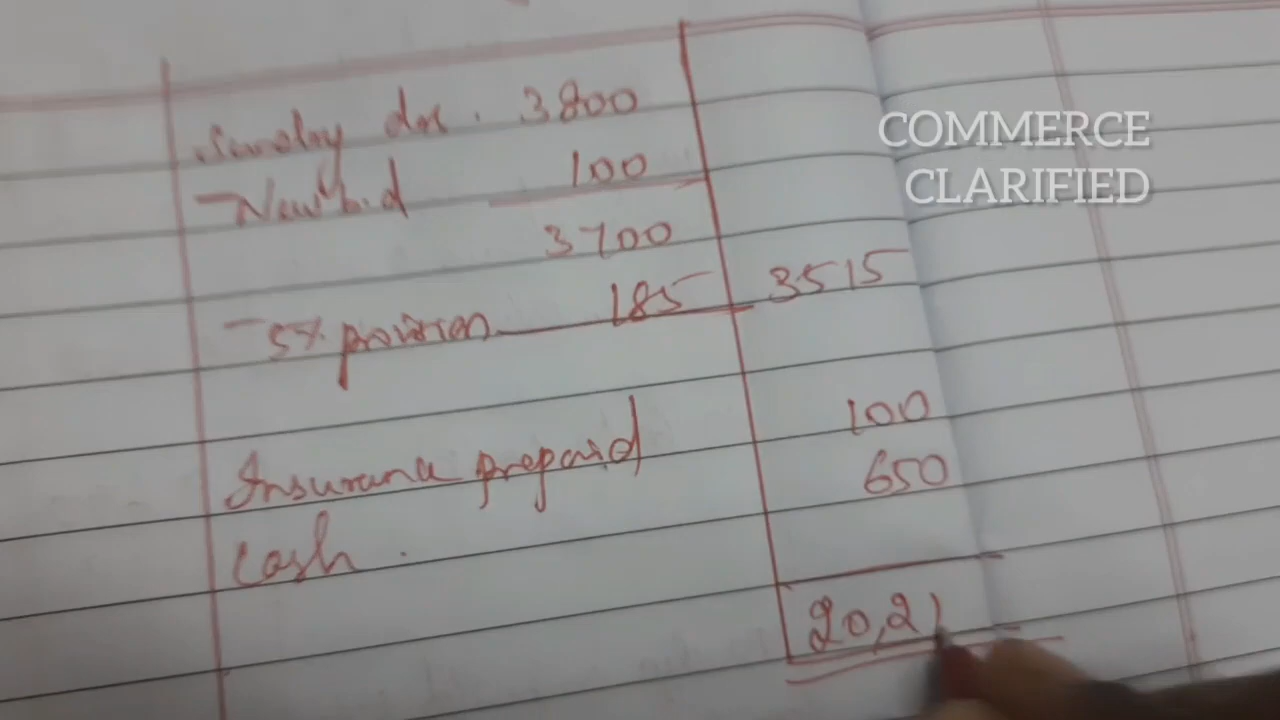 Sundry drs. 3800
- New b.d 100
3700
- 5% provision 185 3515
Insurance prepaid 100
Cash. 650
20,21
COMMERCE
CLARIFIED